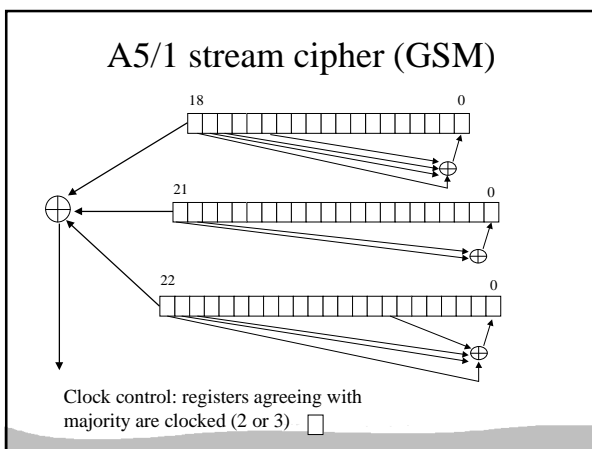 A5/1 stream cipher (GSM)
18 0
21 0
22 0
Clock control: registers agreeing with
majority are clocked (2 or 3)